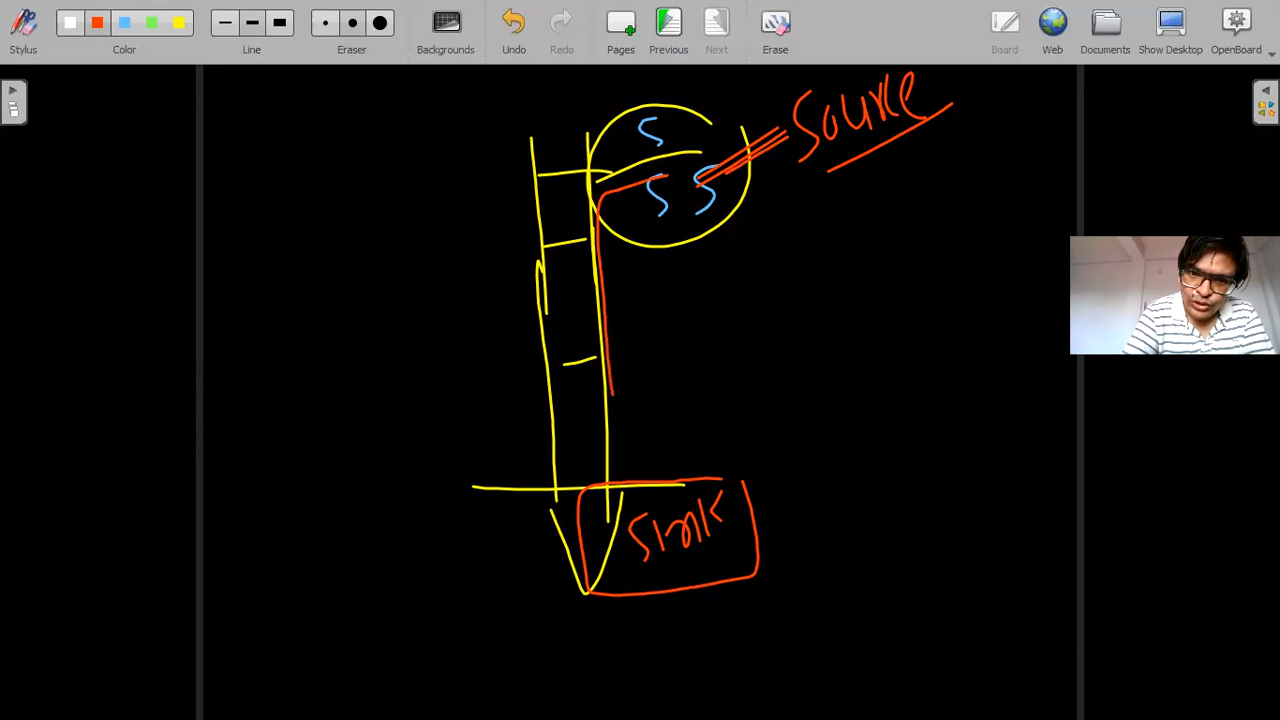 Stylus
Color
Line
Eraser
Backgrounds
Undo
Redo
Pages
Previous
Next
Erase
Board
Web
Documents
Show Desktop
OpenBoard
S
Source
S S
Sink